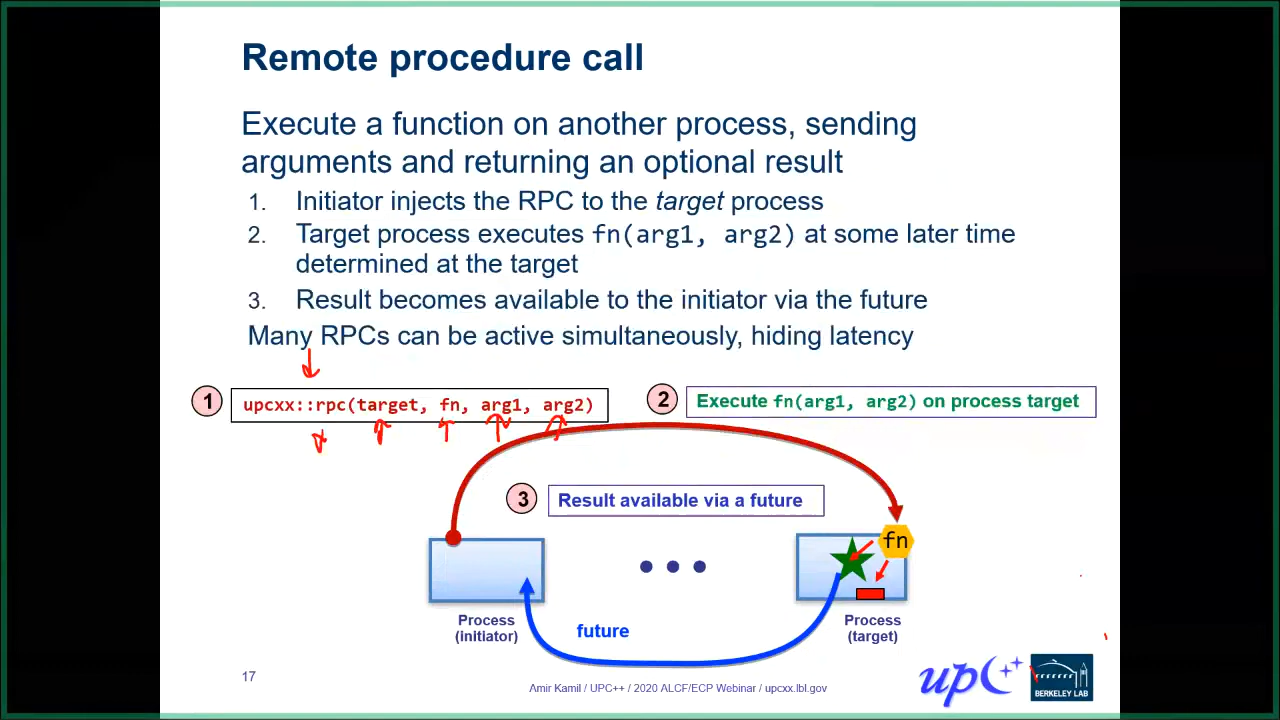 Remote procedure call
Execute a function on another process, sending
arguments and returning an optional result
1. Initiator injects the RPC to the target process
2. Target process executes fn(arg1, arg2) at some later time
determined at the target
3. Result becomes available to the initiator via the future
Many RPCs can be active simultaneously, hiding latency
1 upcxx::rpc(target, fn, arg1, arg2)
2 Execute fn(arg1, arg2) on process target
3 Result available via a future
fn
Process
(initiator)
future
Process
(target)
17
Amir Kamil / UPC++ / 2020 ALCF/ECP Webinar / upcxx.lbl.gov
upc++
BERKELEY LAB